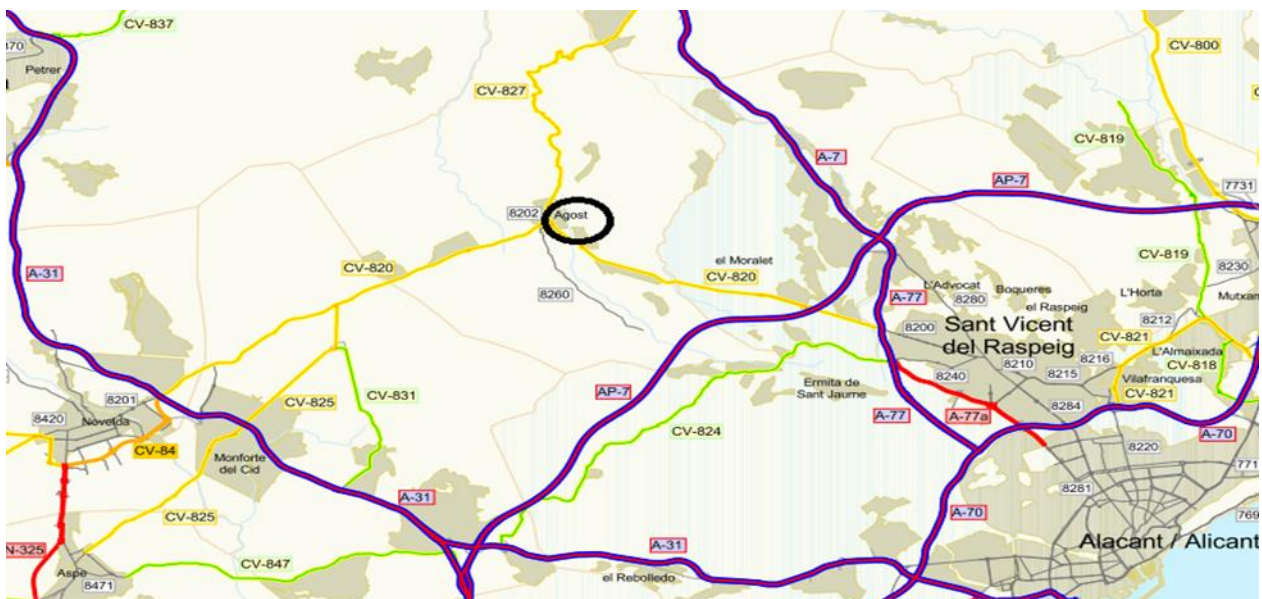 CV-837
Petrer
CV-827
CV-800
A-7
CV-819
AP-7
7731
8202
Agost
A-31
CV-820
el Moralet
CV-820
CV-819
8230
Mutxam
8260
A-77
L'Advocat
8280
Boqueres
el Raspeig
L'Horta
8212
8200
Sant Vicent
del Raspeig
CV-821
L'Almaixada
8216
8210
8215
CV-818
Vilafranquesa
CV-821
8240
Ermita de
Sant Jaume
AP-7
CV-831
CV-825
8201
8420
Novelda
CV-84
A-77
A-77a
8284
CV-824
A-70
8220
771
Monforte
del Cid
8281
A-31
CV-825
A-70
769
N-325
Aspe
8471
CV-847
A-31
el Rebolledo
Alacant / Alicant